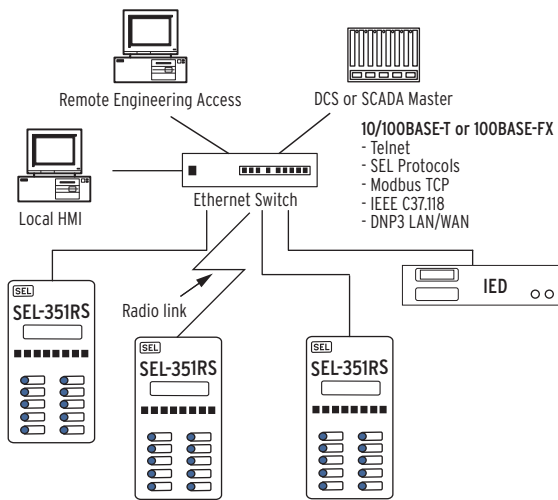 Remote Engineering Access
DCS or SCADA Master
10/100BASE-T or 100BASE-FX
- Telnet
- SEL Protocols
- Modbus TCP
- IEEE C37.118
- DNP3 LAN/WAN
Local HMI
Ethernet Switch
Radio link
IED
SEL
SEL-351RS
SEL
SEL-351RS
SEL
SEL-351RS